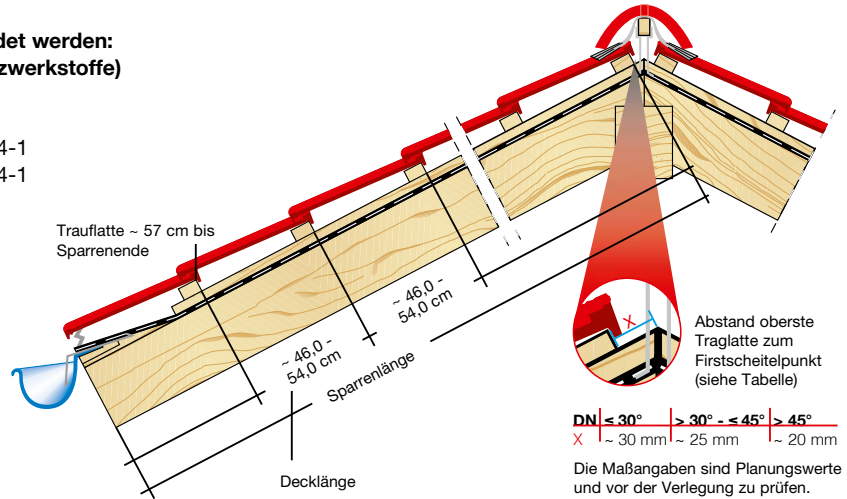 det werden:
zwerkstoffe)
4-1
4-1
Trauflatte ~ 57 cm bis
Sparrenende
~ 46,0 -
54,0 cm
~ 46,0 -
54,0 cm
Sparrenlänge
Decklänge
X
Abstand oberste
Traglatte zum
Firstscheitelpunkt
(siehe Tabelle)
DN ≤ 30° > 30° - ≤ 45° > 45°
X ~ 30 mm ~ 25 mm ~ 20 mm
Die Maßangaben sind Planungswerte
und vor der Verlegung zu prüfen.